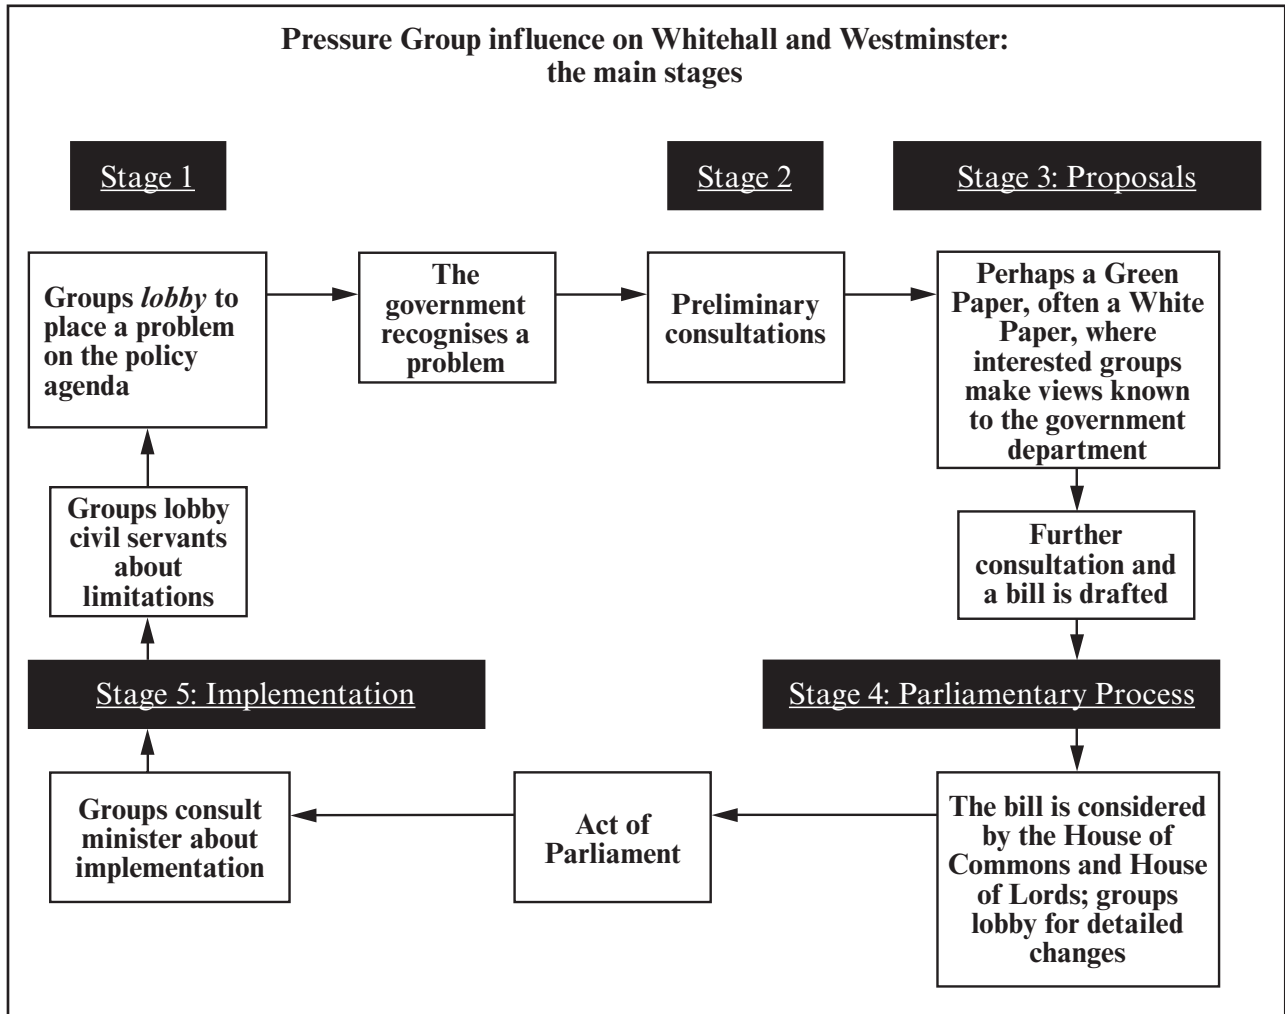 Pressure Group influence on Whitehall and Westminster:
the main stages
Stage 1
Stage 2
Stage 3: Proposals
Groups lobby to
place a problem
on the policy
agenda
The
government
recognises a
problem
Preliminary
consultations
Perhaps a Green
Paper, often a White
Paper, where
interested groups
make views known
to the government
department
Groups lobby
civil servants
about
limitations
Further
consultation and
a bill is drafted
Stage 5: Implementation
Stage 4: Parliamentary Process
Groups consult
minister about
implementation
Act of
Parliament
The bill is considered
by the House of
Commons and House
of Lords; groups
lobby for detailed
changes